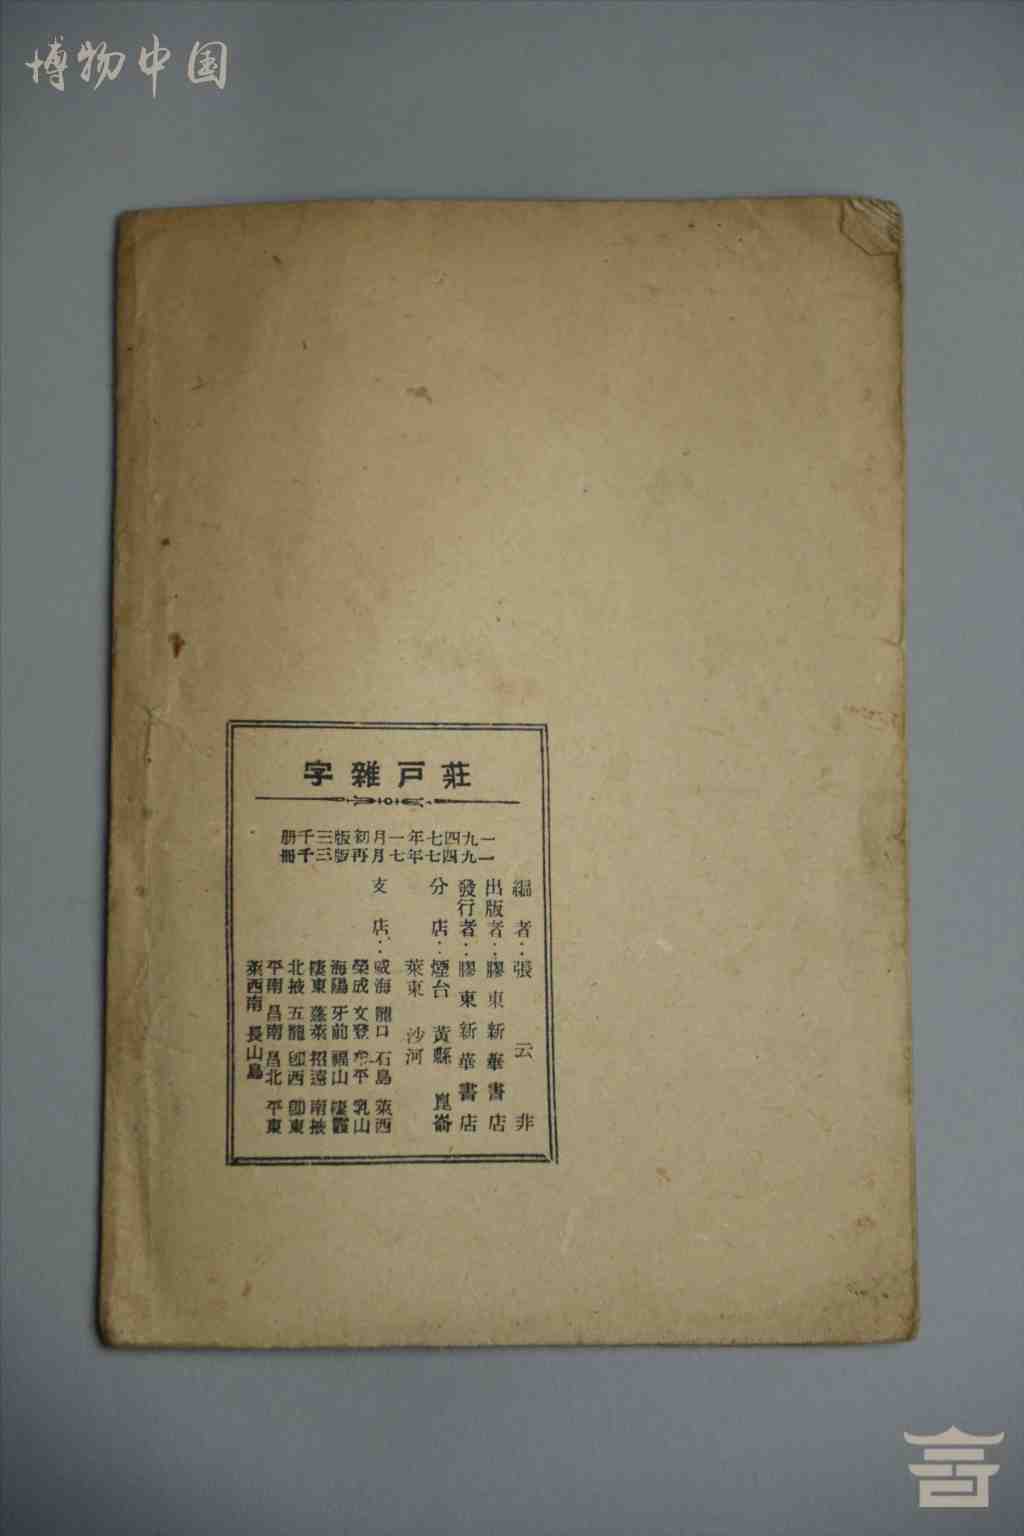 博物中国
莊戶雜字
一九四七年一月初版三千册
一九四七年七月再版三千冊
編者：張云非
出版者：膠東新華書店
發行者：膠東新華書店
分店：煙台 黃縣 崑崙
萊東 沙河
支店：威海 龍口 石島 萊西
榮成 文登 牟平 乳山
海陽 牙前 福山 棲霞
棲東 蓬萊 招遠 南掖
北掖 五龍 卽西 卽東
平南 昌南 昌北 平東
萊西南 長山島